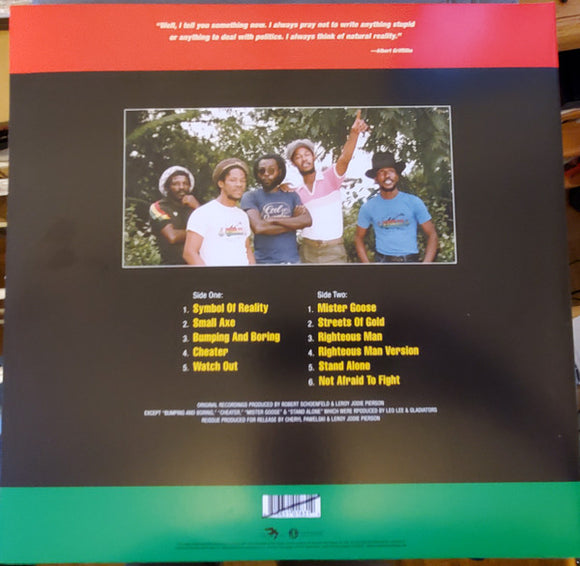 "Well, I tell you something now. I always pray not to write anything stupid
or anything to deal with politics. I always think of natural reality."
—Albert Griffiths
Side One:
1. Symbol Of Reality
2. Small Axe
3. Bumping And Boring
4. Cheater
5. Watch Out
Side Two:
1. Mister Goose
2. Streets Of Gold
3. Righteous Man
4. Righteous Man Version
5. Stand Alone
6. Not Afraid To Fight
ORIGINAL RECORDINGS PRODUCED BY ROBERT SCHOENFELD & LEROY JODIE PIERSON
EXCEPT "BUMPING AND BORING," "CHEATER," "MISTER GOOSE" & "STAND ALONE" WHICH WERE RPODUCED BY LEO LEE & GLADIATORS
REISSUE PRODUCED FOR RELEASE BY CHERYL PAWELSKI & LEROY JODIE PIERSON